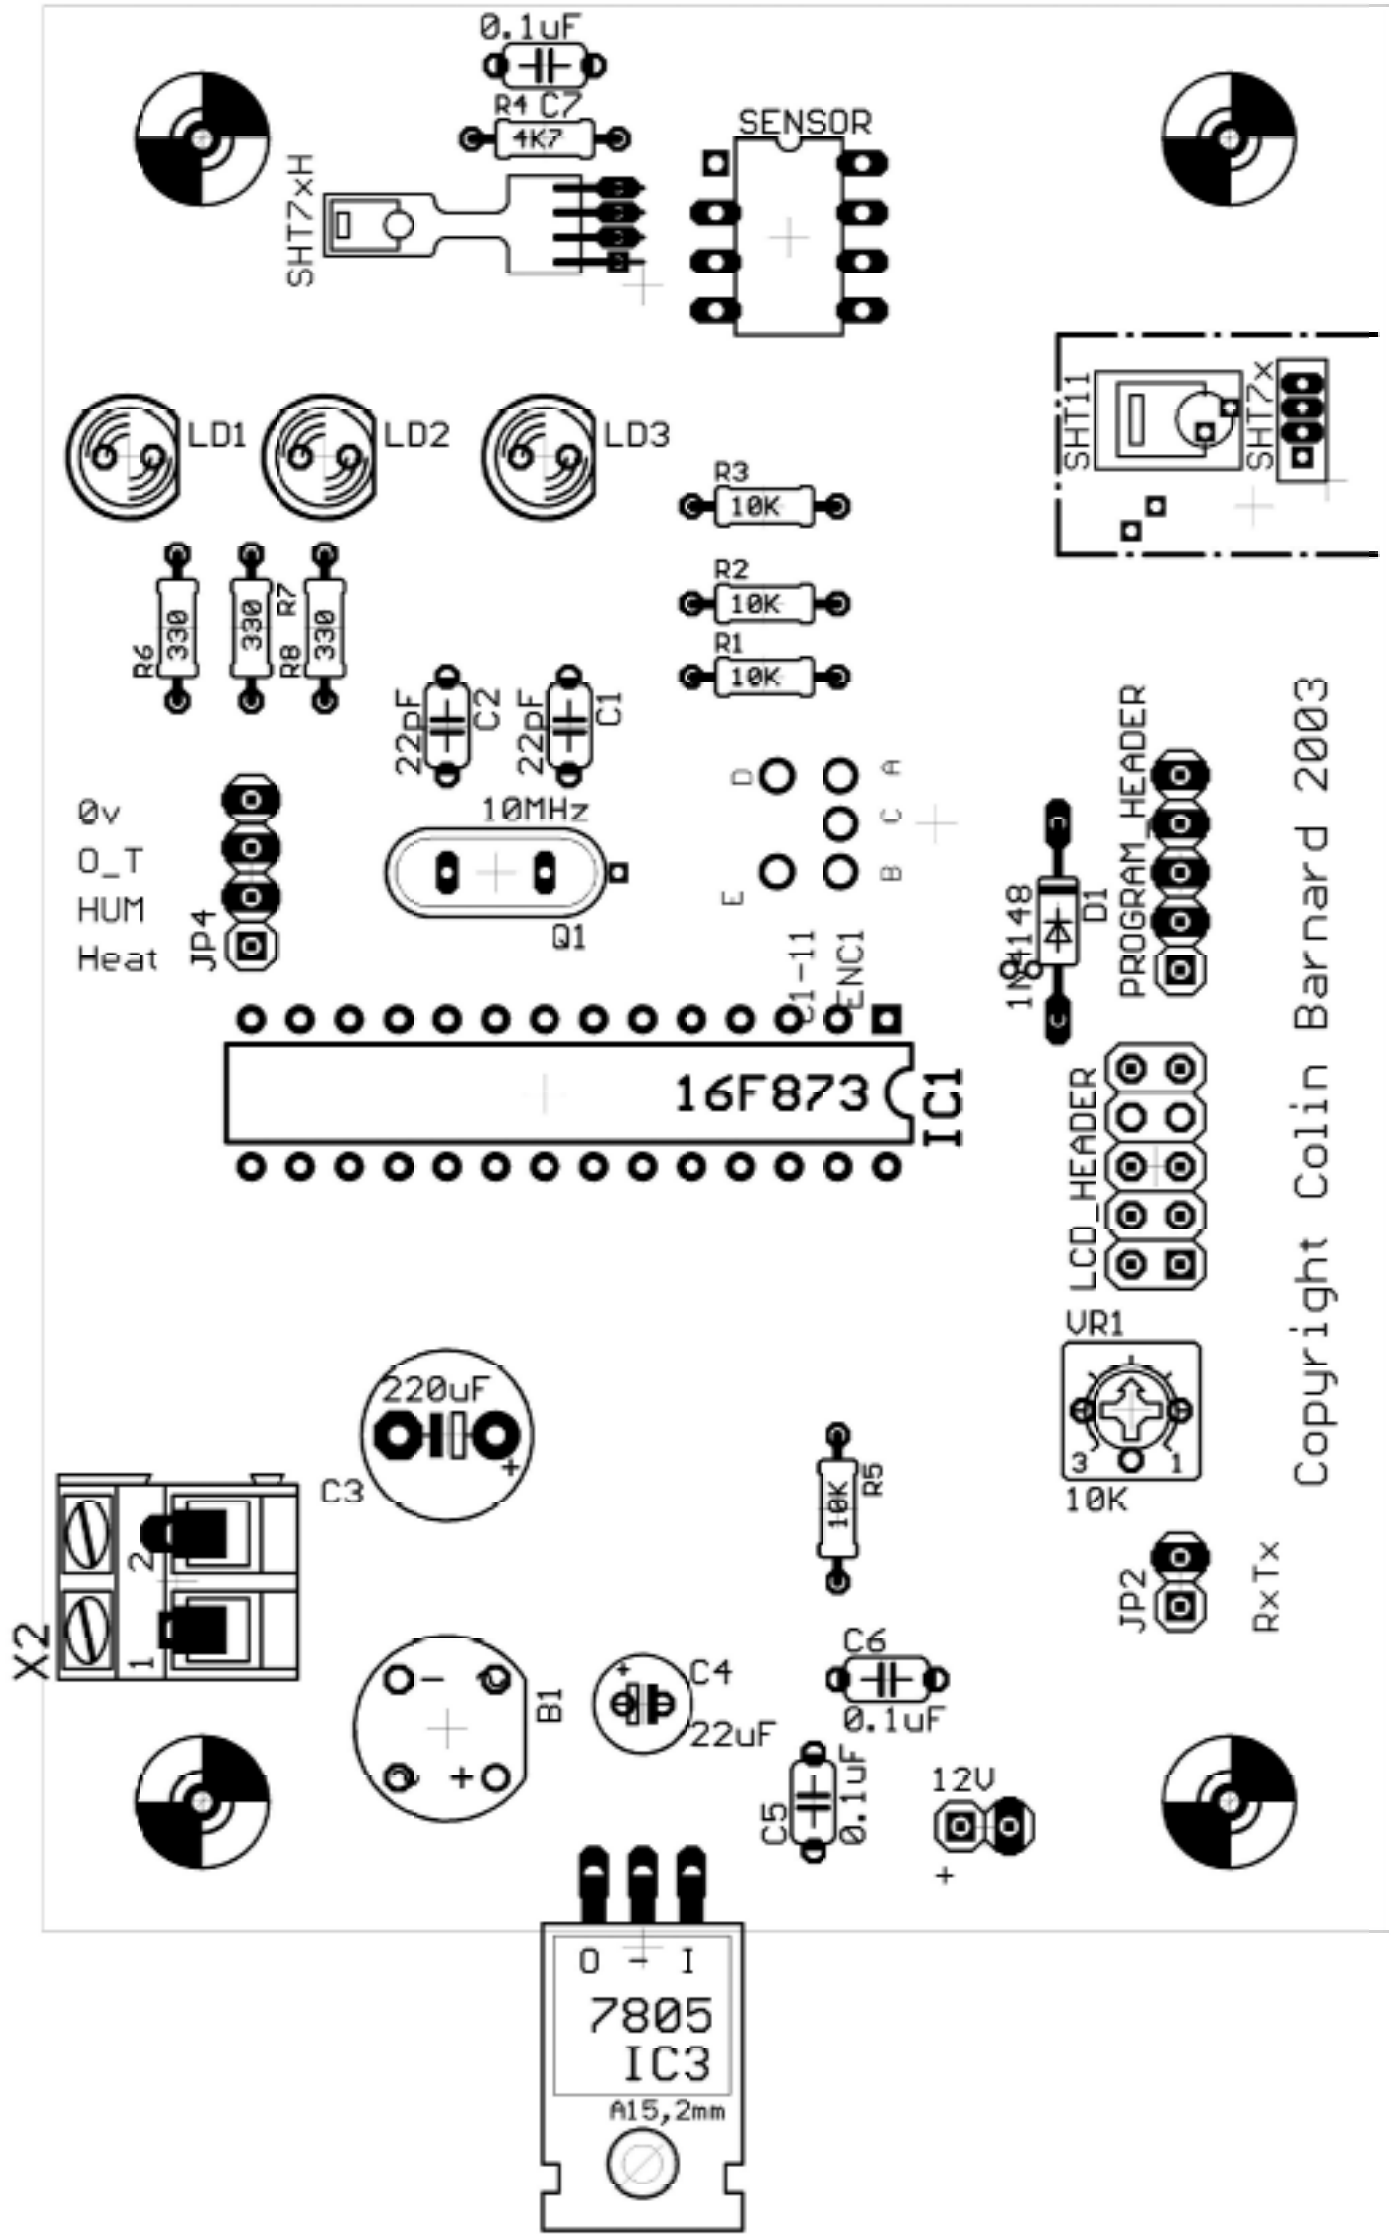 0.1uF
R4 C7
4K7
SENSOR
SHT7xH
SHT11
SHT7x
LD1
LD2
LD3
R3
10K
R2
10K
R1
10K
R6
330
330
R7
R8
330
22pF
C2
22pF
C1
10MHz
Q1
0v
O_T
HUM
Heat
JP4
D
A
C
E
B
C1-11
ENC1
1N4148
D1
PROGRAM_HEADER
Copyright Colin Barnard 2003
16F873
IC1
LCD_HEADER
VR1
3
1
10K
220uF
+
C3
R5
10K
X2
2
1
JP2
RxTx
-
+
B1
+
C4
22uF
C6
0.1uF
C5
0.1uF
12V
+
O - I
7805
IC3
A15,2mm